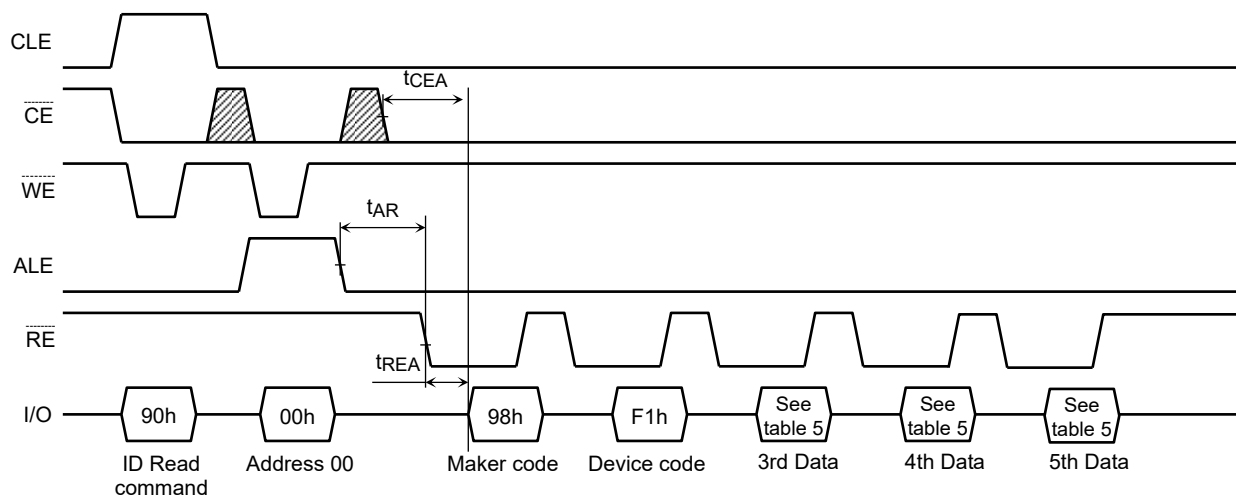 CLE
tCEA
CE
WE
tAR
ALE
RE
tREA
I/O
90h
00h
98h
F1h
See
table 5
See
table 5
See
table 5
ID Read
command
Address 00
Maker code
Device code
3rd Data
4th Data
5th Data